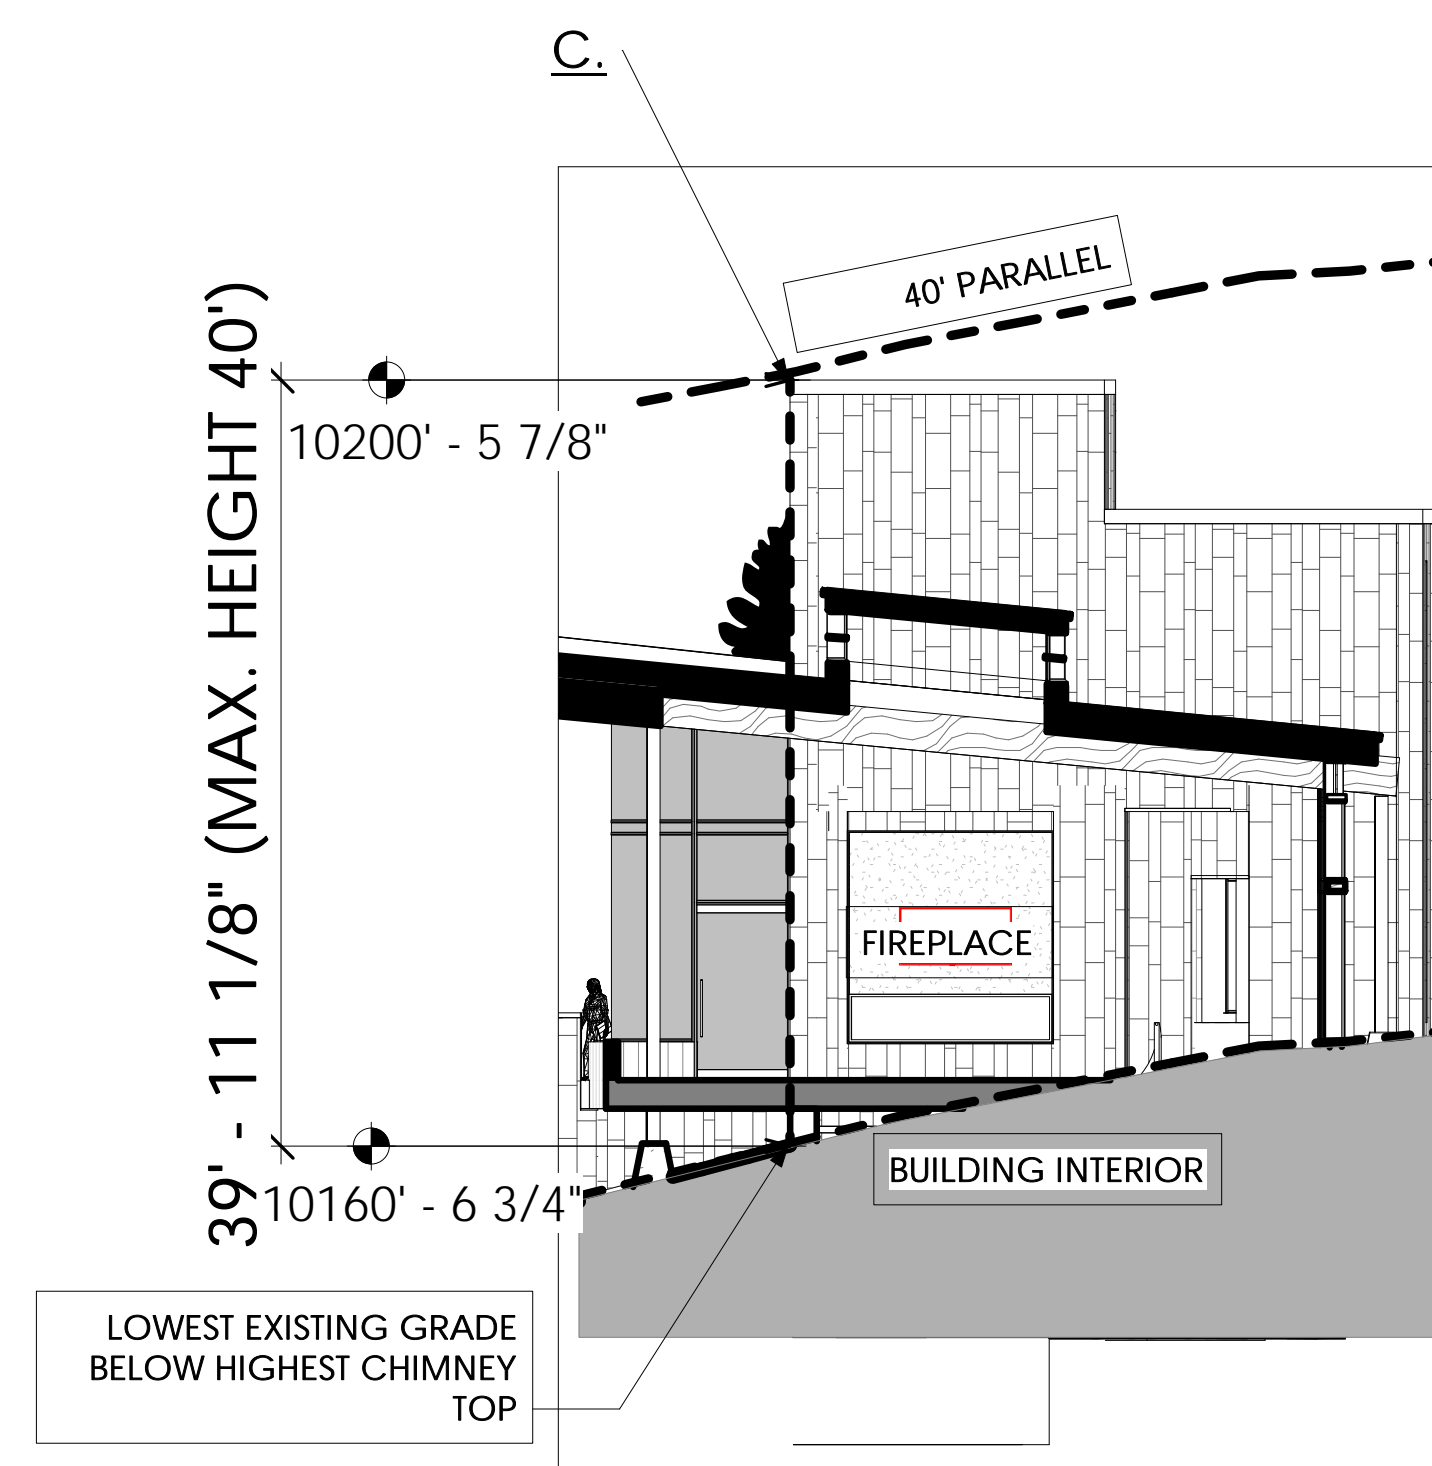 C.
40' PARALLEL
39' - 11 1/8" (MAX. HEIGHT 40')
10200' - 5 7/8"
FIREPLACE
BUILDING INTERIOR
10160' - 6 3/4"
LOWEST EXISTING GRADE
BELOW HIGHEST CHIMNEY
TOP